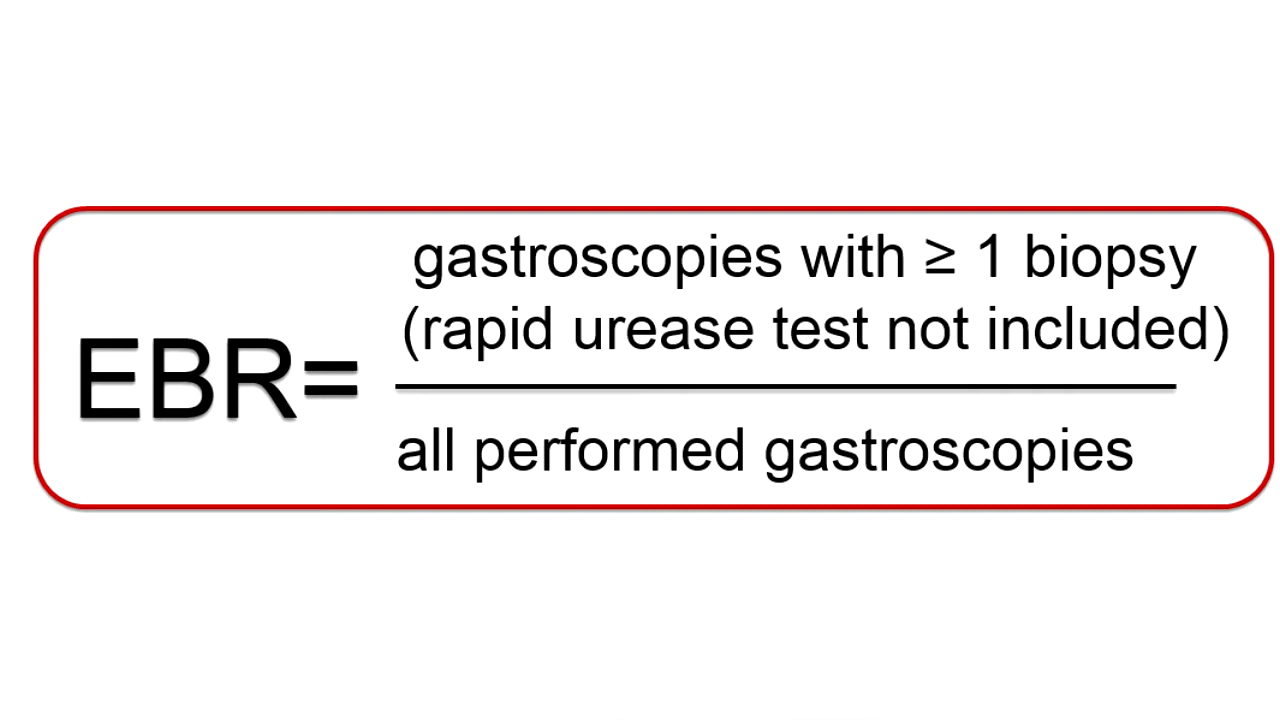 gastroscopies with ≥ 1 biopsy
(rapid urease test not included)
EBR=
all performed gastroscopies